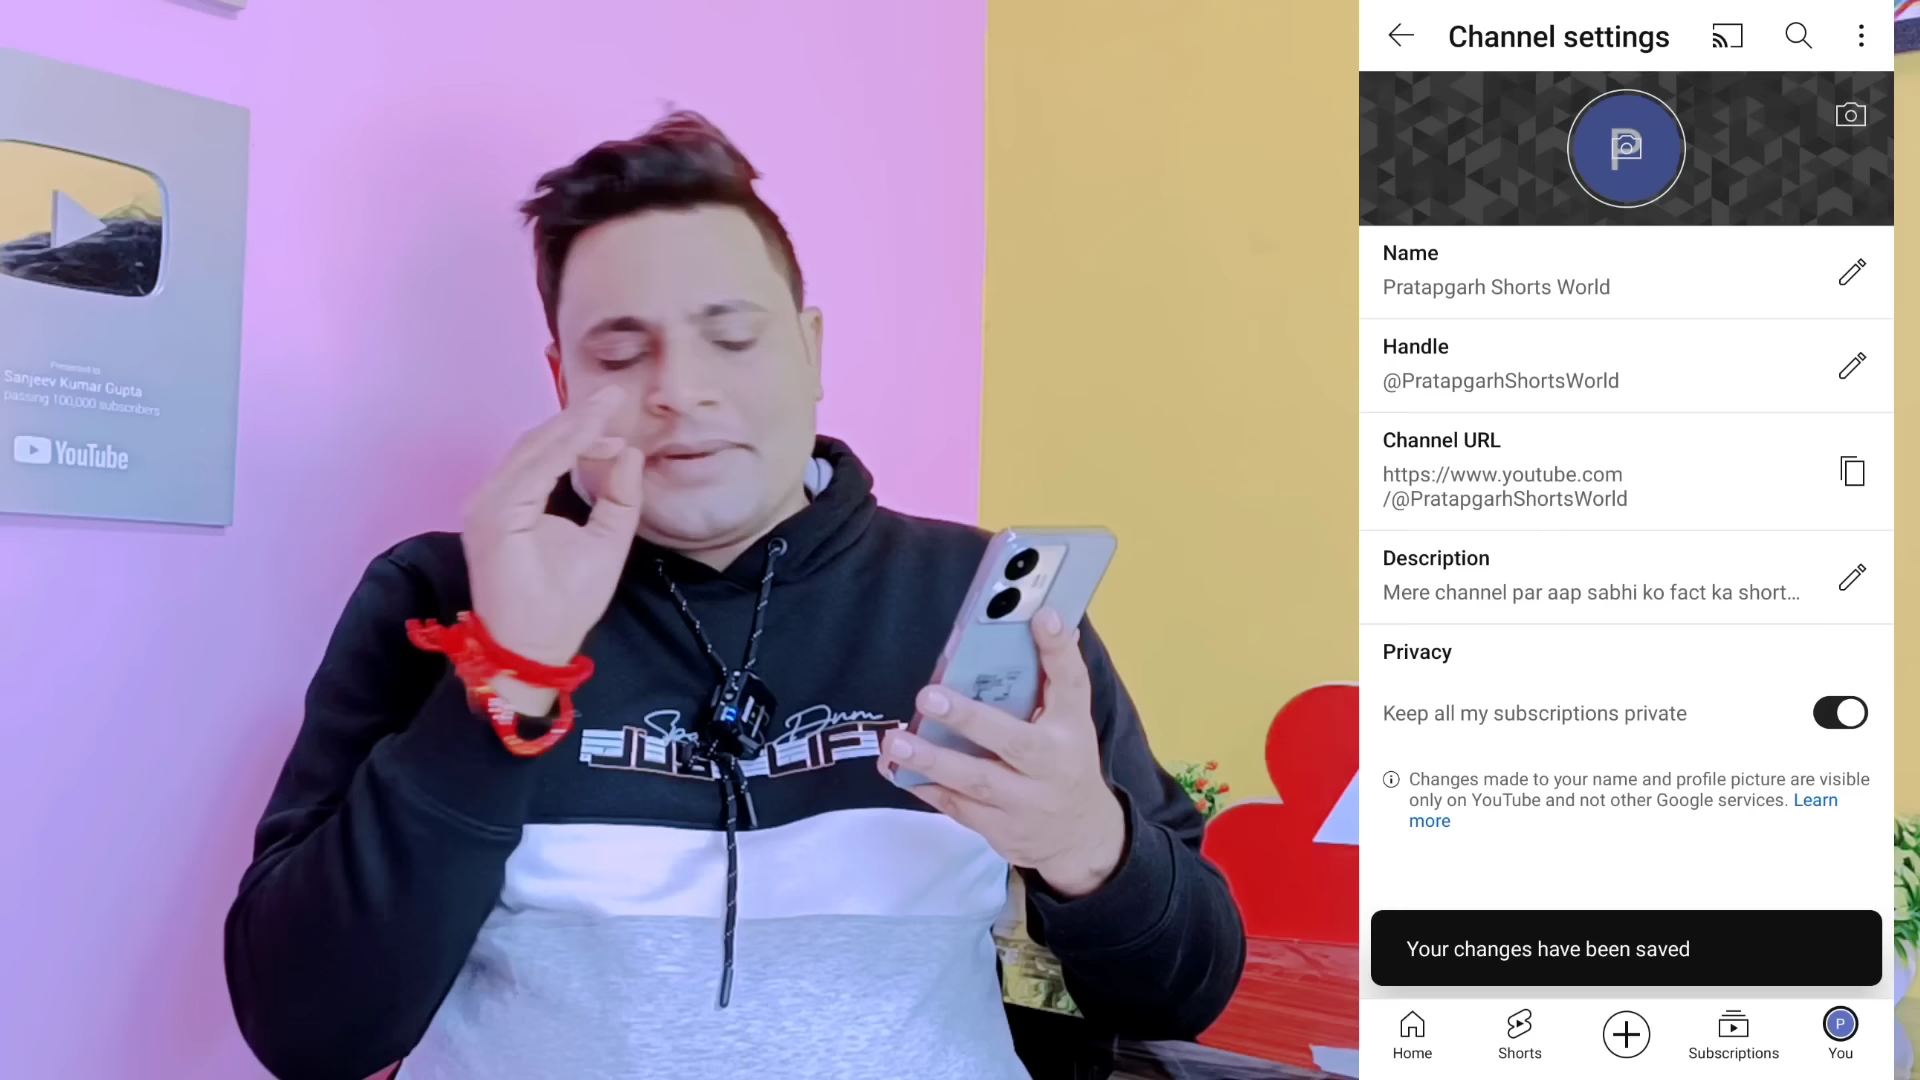 Presented to
Sanjeev Kumar Gupta
passing 100,000 subscribers
YouTube
Channel settings
P
Name
Pratapgarh Shorts World
Handle
@PratapgarhShortsWorld
Channel URL
https://www.youtube.com
/@PratapgarhShortsWorld
Description
Mere channel par aap sabhi ko fact ka short...
Privacy
Keep all my subscriptions private
Changes made to your name and profile picture are visible
only on YouTube and not other Google services. Learn
more
Your changes have been saved
Home
Shorts
Subscriptions
P
You